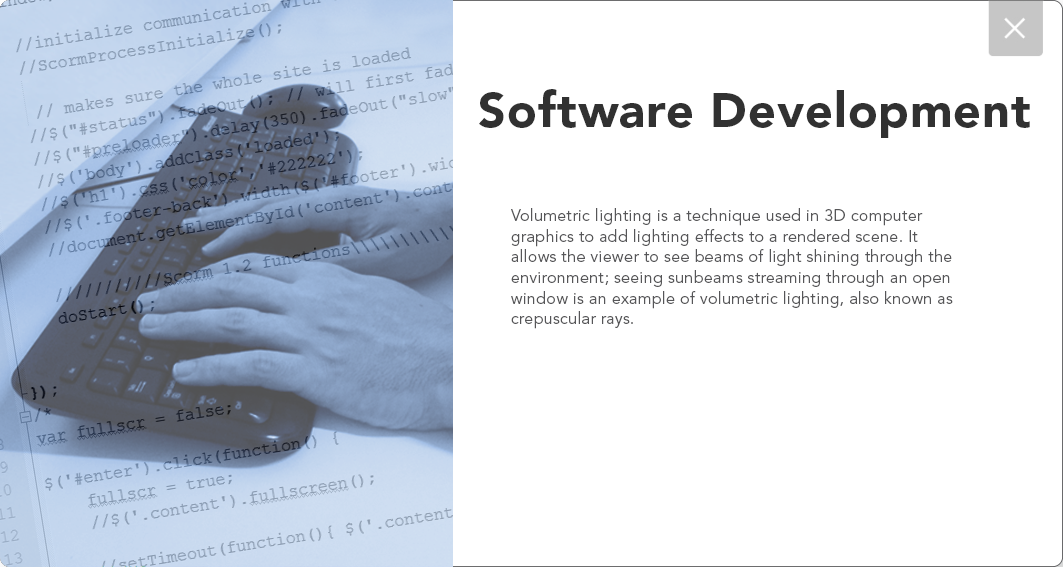 //initialize communication with
//ScormProcessInitialize();
// makes sure the whole site is loaded
//$("#status").fadeOut(); // will first fad
//$("#preloader").delay(350).fadeOut("slow"
//$('body').addClass('loaded');
//$('h1').css('color','#222222');
//$('.footer-back').width($('#footer').wid
//document.getElementById('content').cont
//////////Scorm 1.2 functions\\\\\\\\\\
doStart();
});
/*
var fullscr = false;
9
$('#enter').click(function() {
10
fullscr = true;
11
//$('.content').fullscreen();
12
13
//setTimeout(function(){ $('.content
Software Development
Volumetric lighting is a technique used in 3D computer
graphics to add lighting effects to a rendered scene. It
allows the viewer to see beams of light shining through the
environment; seeing sunbeams streaming through an open
window is an example of volumetric lighting, also known as
crepuscular rays.